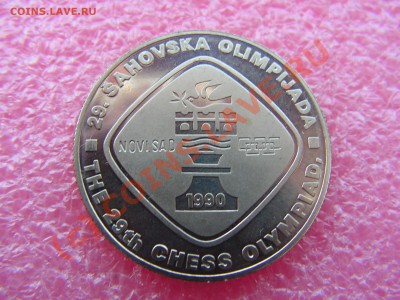 COINS.LAVE.RU
29. ŠAHOVSKA OLIMPIJADA
NOVI SAD
1990
THE 29th CHESS OLYMPIAD,